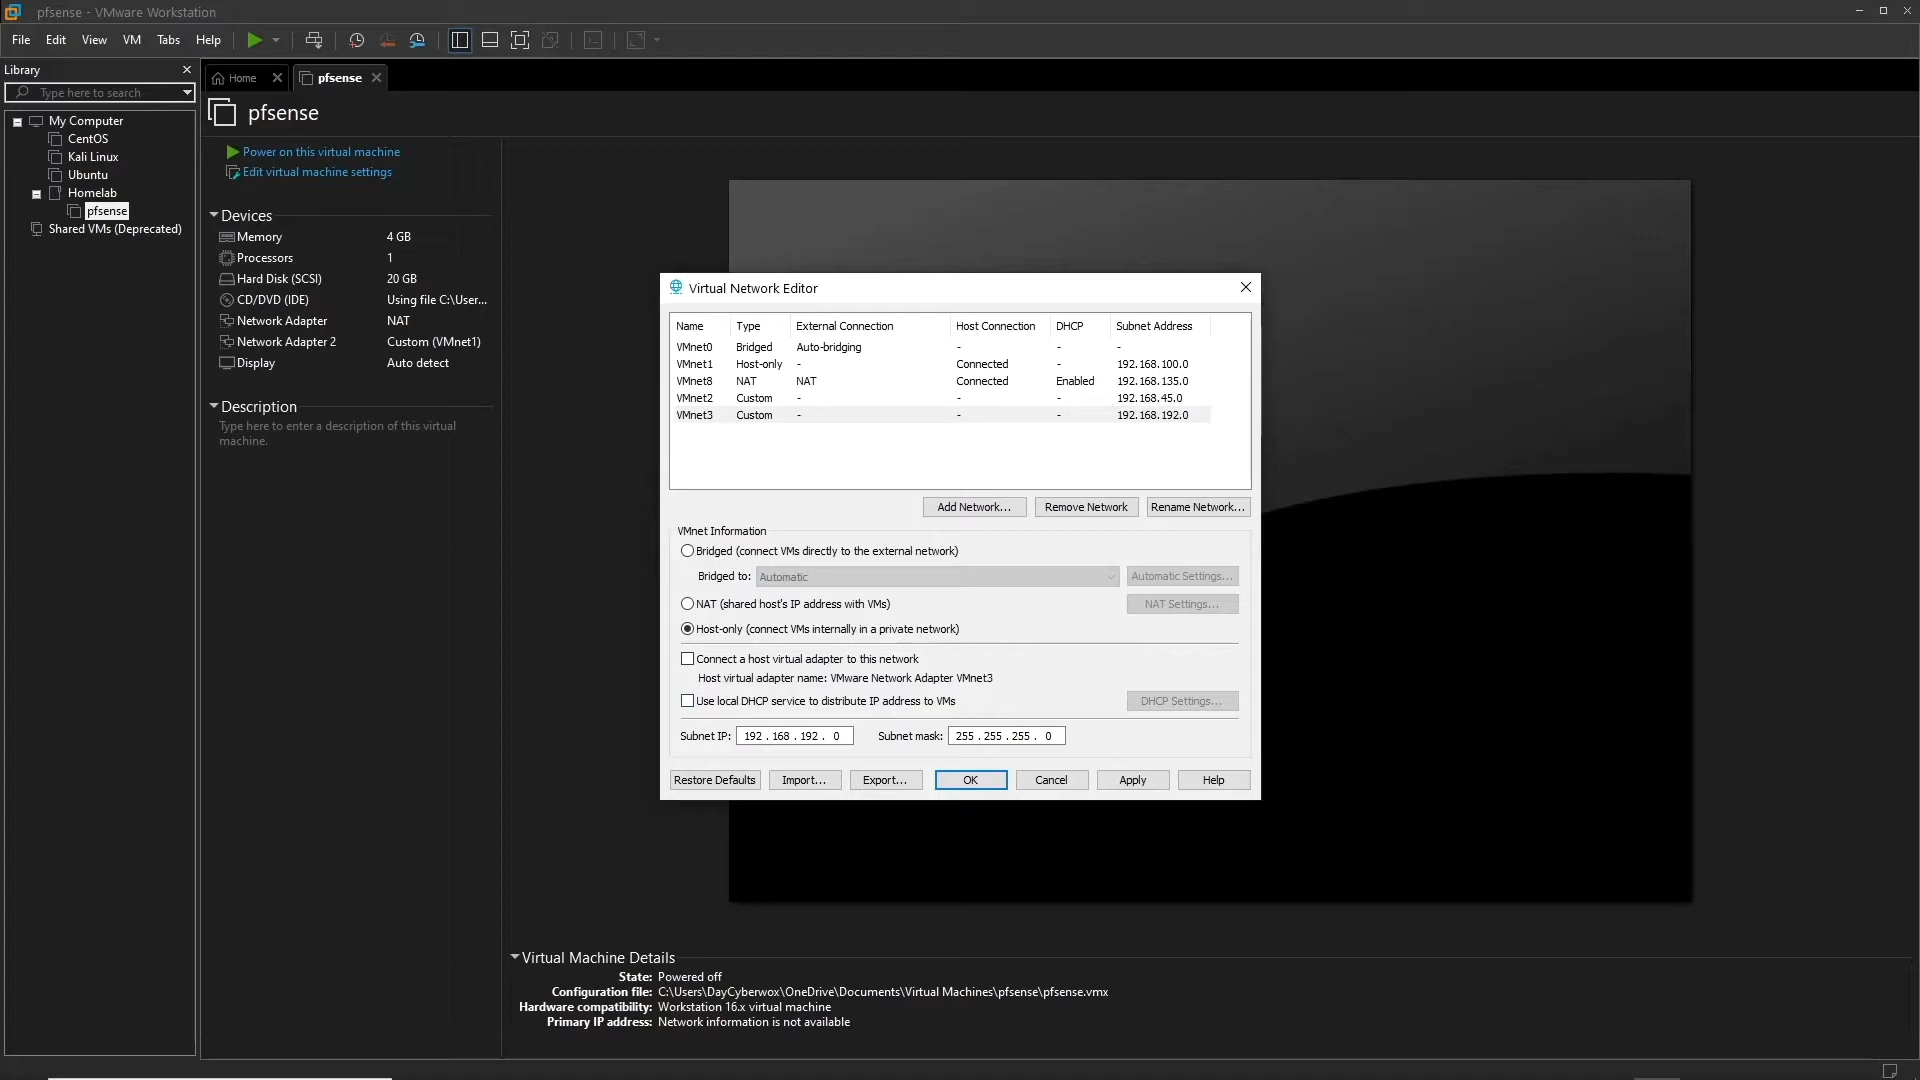 pfsense - VMware Workstation
File Edit View VM Tabs Help
Library
Type here to search
My Computer
CentOS
Kali Linux
Ubuntu
Homelab
pfsense
Shared VMs (Deprecated)
Home
pfsense
pfsense
Power on this virtual machine
Edit virtual machine settings
Devices
Memory 4 GB
Processors 1
Hard Disk (SCSI) 20 GB
CD/DVD (IDE) Using file C:\User...
Network Adapter NAT
Network Adapter 2 Custom (VMnet1)
Display Auto detect
Description
Type here to enter a description of this virtual
machine.
Virtual Network Editor
Name Type External Connection Host Connection DHCP Subnet Address
VMnet0 Bridged Auto-bridging - - -
VMnet1 Host-only - Connected - 192.168.100.0
VMnet8 NAT NAT Connected Enabled 192.168.135.0
VMnet2 Custom - - - 192.168.45.0
VMnet3 Custom - - - 192.168.192.0
Add Network... Remove Network Rename Network...
VMnet Information
Bridged (connect VMs directly to the external network)
Bridged to: Automatic Automatic Settings...
NAT (shared host's IP address with VMs) NAT Settings...
Host-only (connect VMs internally in a private network)
Connect a host virtual adapter to this network
Host virtual adapter name: VMware Network Adapter VMnet3
Use local DHCP service to distribute IP address to VMs DHCP Settings...
Subnet IP: 192 . 168 . 192 . 0 Subnet mask: 255 . 255 . 255 . 0
Restore Defaults Import... Export... OK Cancel Apply Help
Virtual Machine Details
State: Powered off
Configuration file: C:\Users\DayCyberwox\OneDrive\Documents\Virtual Machines\pfsense\pfsense.vmx
Hardware compatibility: Workstation 16.x virtual machine
Primary IP address: Network information is not available